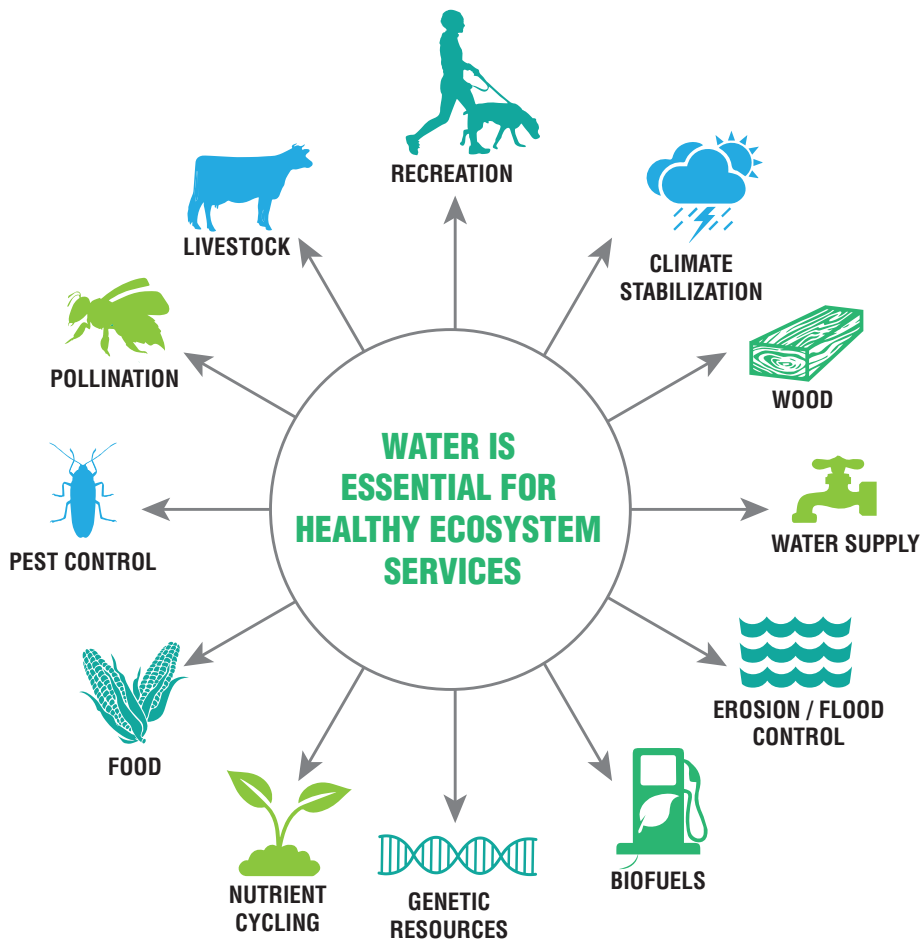 RECREATION
CLIMATE
STABILIZATION
WOOD
WATER SUPPLY
EROSION / FLOOD
CONTROL
BIOFUELS
GENETIC
RESOURCES
NUTRIENT
CYCLING
FOOD
PEST CONTROL
POLLINATION
LIVESTOCK
WATER IS
ESSENTIAL FOR
HEALTHY ECOSYSTEM
SERVICES